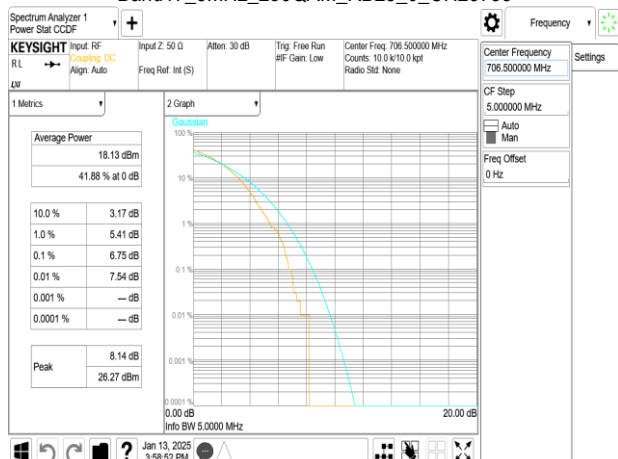 Spectrum Analyzer 1
Power Stat CCDF
KEYSIGHT
RL
Input: RF
Coupling: DC
Align: Auto
Input Z: 50 Ω
Freq Ref: Int (S)
Atten: 30 dB
Trig: Free Run
#IF Gain: Low
Center Freq: 706.500000 MHz
Counts: 10.0 k/10.0 kpt
Radio Std: None
LXI
1 Metrics
2 Graph
Average Power
18.13 dBm
41.88 % at 0 dB
10.0 % 3.17 dB
1.0 % 5.41 dB
0.1 % 6.75 dB
0.01 % 7.54 dB
0.001 % --- dB
0.0001 % --- dB
Peak
8.14 dB
26.27 dBm
Gaussian
100 %
10 %
1 %
0.1 %
0.01 %
0.001 %
0.0001 %
0.00 dB
20.00 dB
Info BW 5.0000 MHz
Frequency
Center Frequency
706.500000 MHz
Settings
CF Step
5.000000 MHz
Auto
Man
Freq Offset
0 Hz
?
Jan 13, 2025
3:58:52 PM